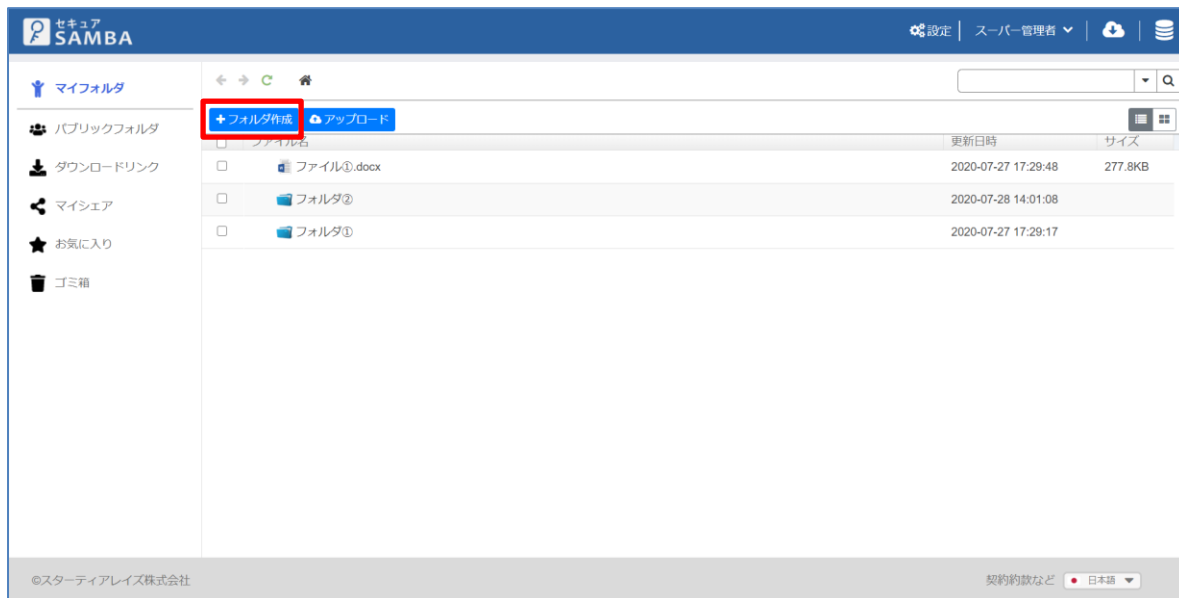 セキュア
SAMBA
設定 スーパー管理者
マイフォルダ
パブリックフォルダ
ダウンロードリンク
マイシェア
お気に入り
ゴミ箱
+フォルダ作成 アップロード
ファイル名 更新日時 サイズ
ファイル①.docx 2020-07-27 17:29:48 277.8KB
フォルダ② 2020-07-28 14:01:08
フォルダ① 2020-07-27 17:29:17
©スターティアレイズ株式会社 契約約款など 日本語